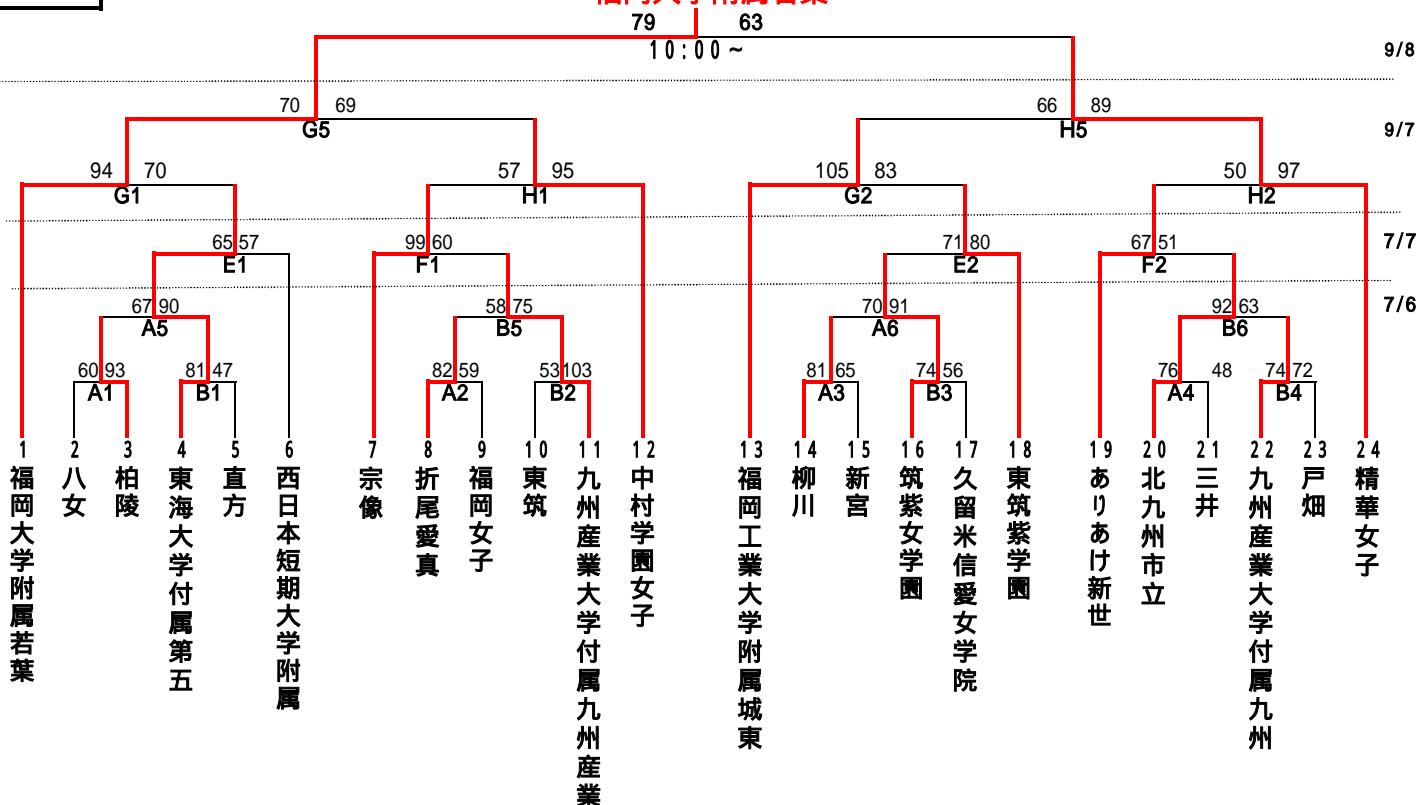 79 63
10:00～
9/8
70 69
G5
66 89
H5
9/7
94 70
G1
57 95
H1
105 83
G2
50 97
H2
65 57
E1
99 60
F1
71 80
E2
67 51
F2
7/7
67 90
A5
58 75
B5
70 91
A6
92 63
B6
7/6
60 93
A1
81 47
B1
82 59
A2
53 103
B2
81 65
A3
74 56
B3
76 48
A4
74 72
B4
1 福岡大学附属若葉
2 八女
3 柏陵
4 東海大学付属第五
5 直方
6 西日本短期大学附属
7 宗像
8 折尾愛真
9 福岡女子
10 東筑
11 九州産業大学付属九州産業
12 中村学園女子
13 福岡工業大学附属城東
14 柳川
15 新宮
16 筑紫女学園
17 久留米信愛女学院
18 東筑紫学園
19 ありあけ新世
20 北九州市立
21 三井
22 九州産業大学付属九州
23 戸畑
24 精華女子